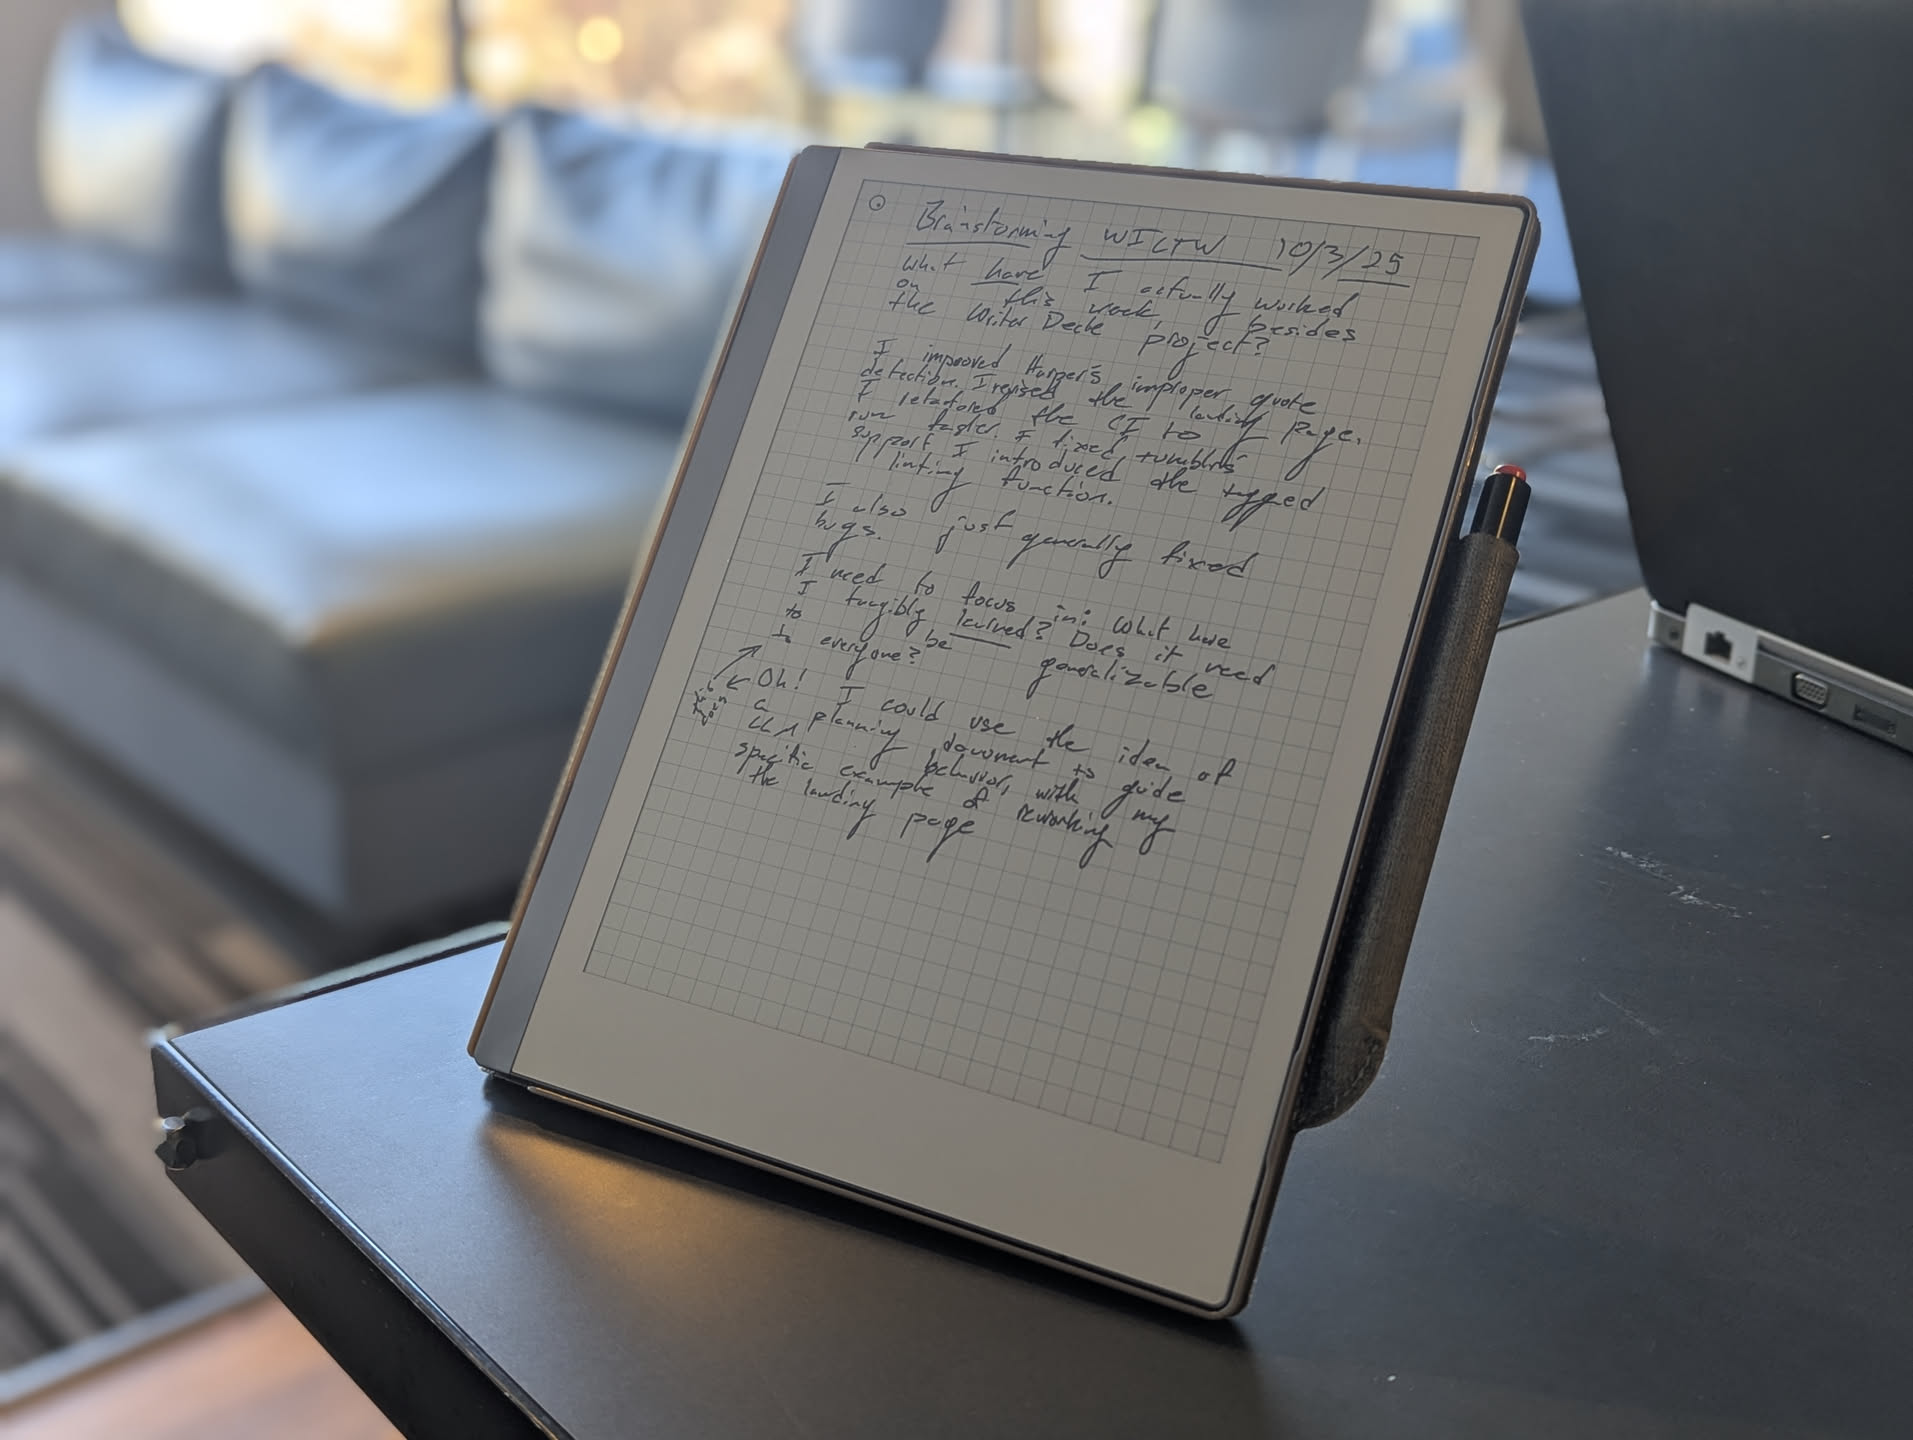 Brainstorming WICTW 10/3/25
What have I actually worked
on this week, besides
the Writer Deck project?
I improved Harper's improper quote
detection. I revised the landing page.
I refactored the CI to
run faster. I fixed tumblrs
support. I introduced the tagged
linting function.
I also just generally fixed
bugs.
I need to focus in: What have
I tangibly learned? Does it need
to be generalizable
to everyone?
Oh! I could use the idea of
a planning document to guide
behavior, with my
specific example of reworking
the landing page